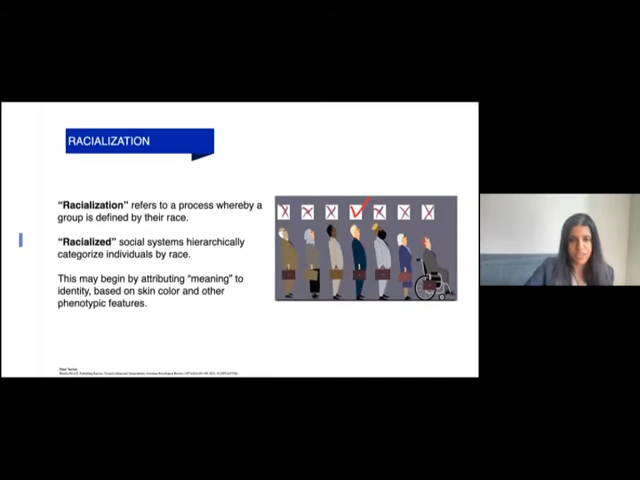 RACIALIZATION
“Racialization” refers to a process whereby a
group is defined by their race.
“Racialized” social systems hierarchically
categorize individuals by race.
This may begin by attributing “meaning” to
identity, based on skin color and other
phenotypic features.